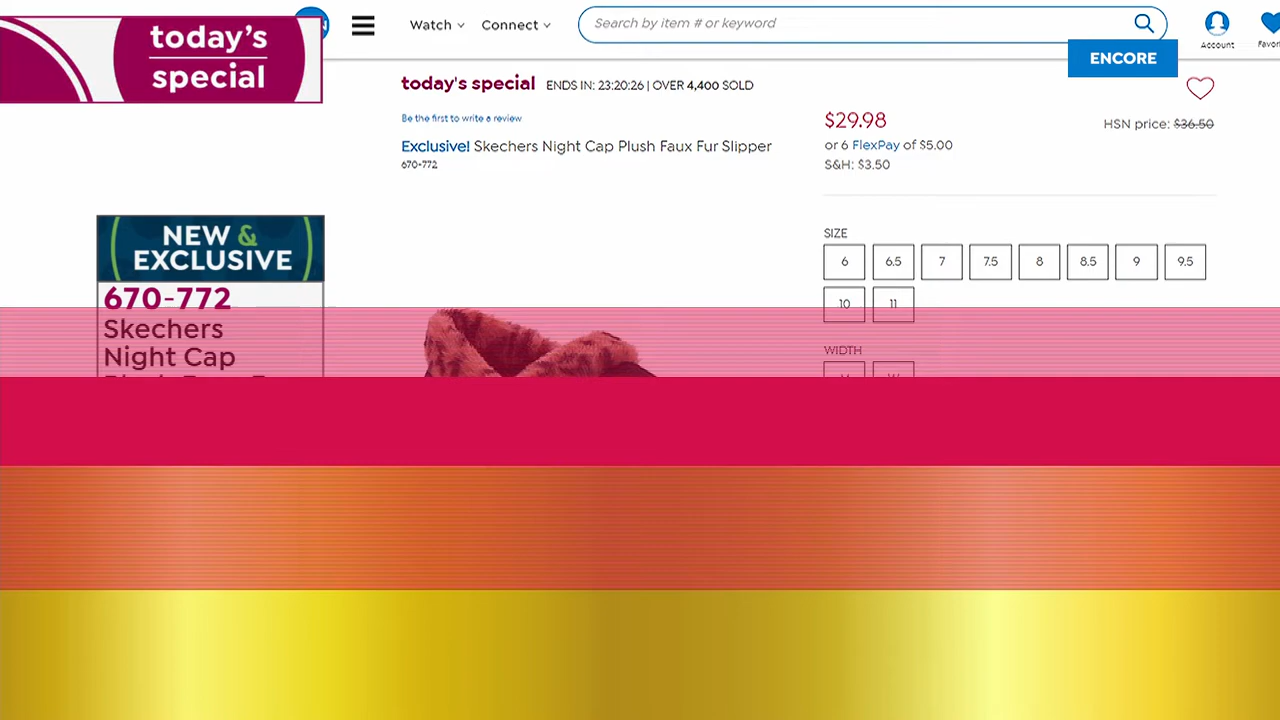 today's
special
Watch
Connect
Search by item # or keyword
Account
ENCORE
today's special ENDS IN: 23:20:26 | OVER 4,400 SOLD
Be the first to write a review
Exclusive! Skechers Night Cap Plush Faux Fur Slipper
670-772
$29.98
HSN price: $36.50
or 6 FlexPay of $5.00
S&H: $3.50
SIZE
6 6.5 7 7.5 8 8.5 9 9.5
10 11
WIDTH
NEW &
EXCLUSIVE
670-772
Skechers
Night Cap